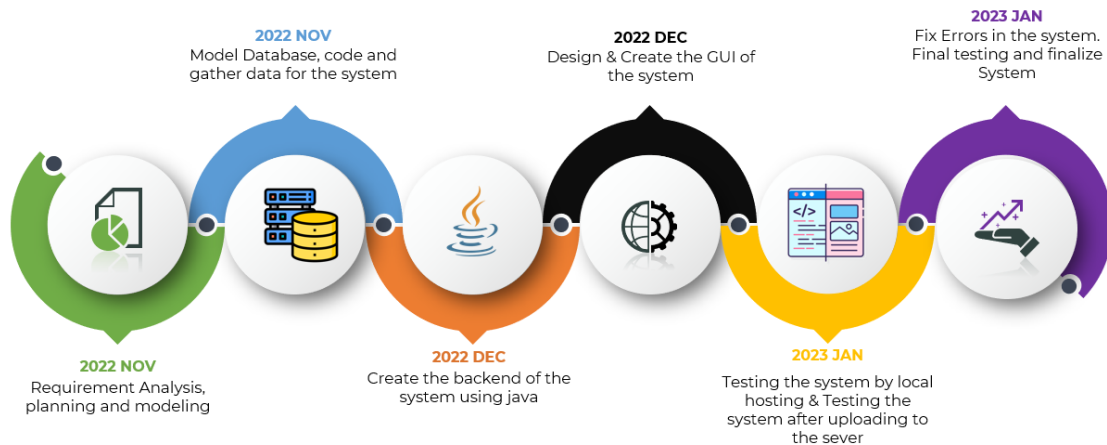 2022 NOV
Requirement Analysis,
planning and modeling
2022 NOV
Model Database, code and
gather data for the system
2022 DEC
Create the backend of the
system using java
2022 DEC
Design & Create the GUI of
the system
</>
2023 JAN
Testing the system by local
hosting & Testing the
system after uploading to
the sever
2023 JAN
Fix Errors in the system.
Final testing and finalize
System